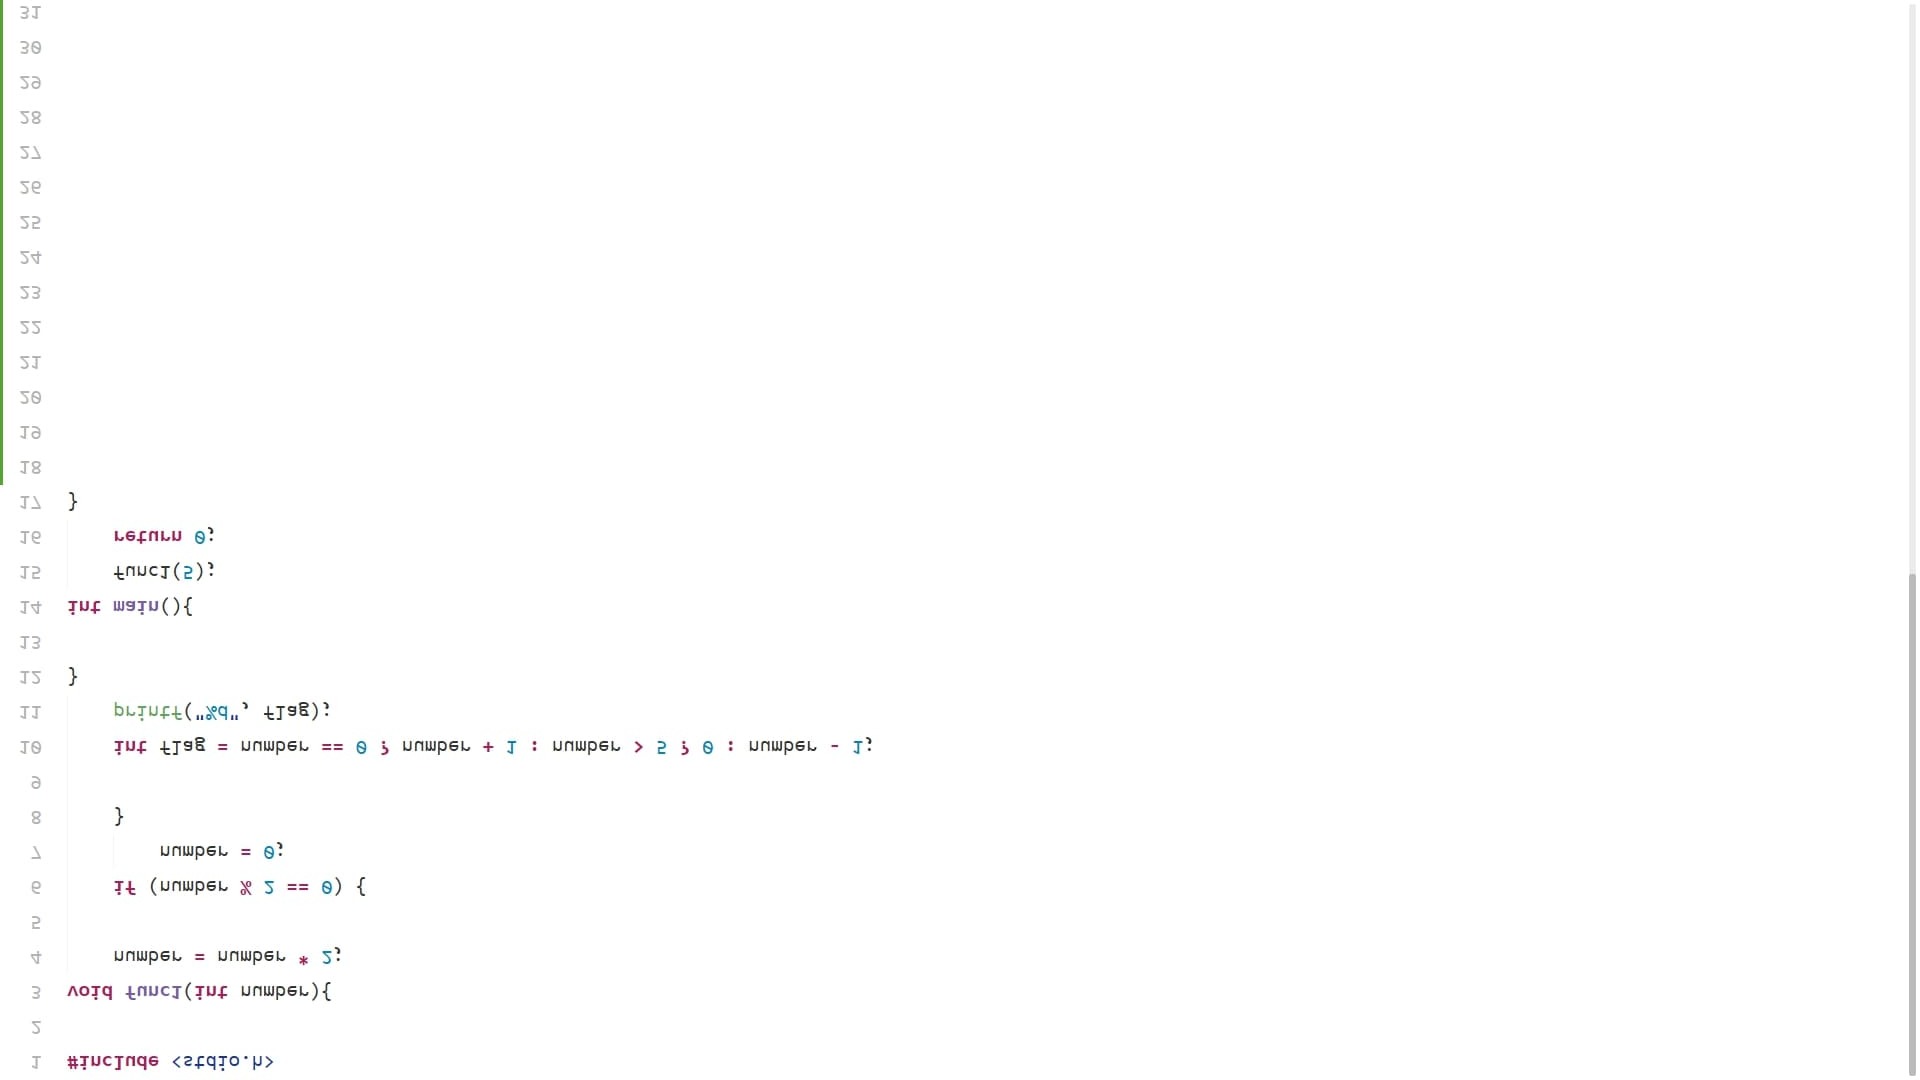 1 #include <stdio.h>
2
3 void func1(int number){
4     number = number * 2;
5
6     if (number % 2 == 0) {
7         number = 0;
8     }
9
10     int flag = number == 0 ? number + 1 : number > 5 ? 0 : number - 1;
11     printf("%d", flag);
12 }
13
14 int main(){
15     func1(5);
16     return 0;
17 }
18
19
20
21
22
23
24
25
26
27
28
29
30
31